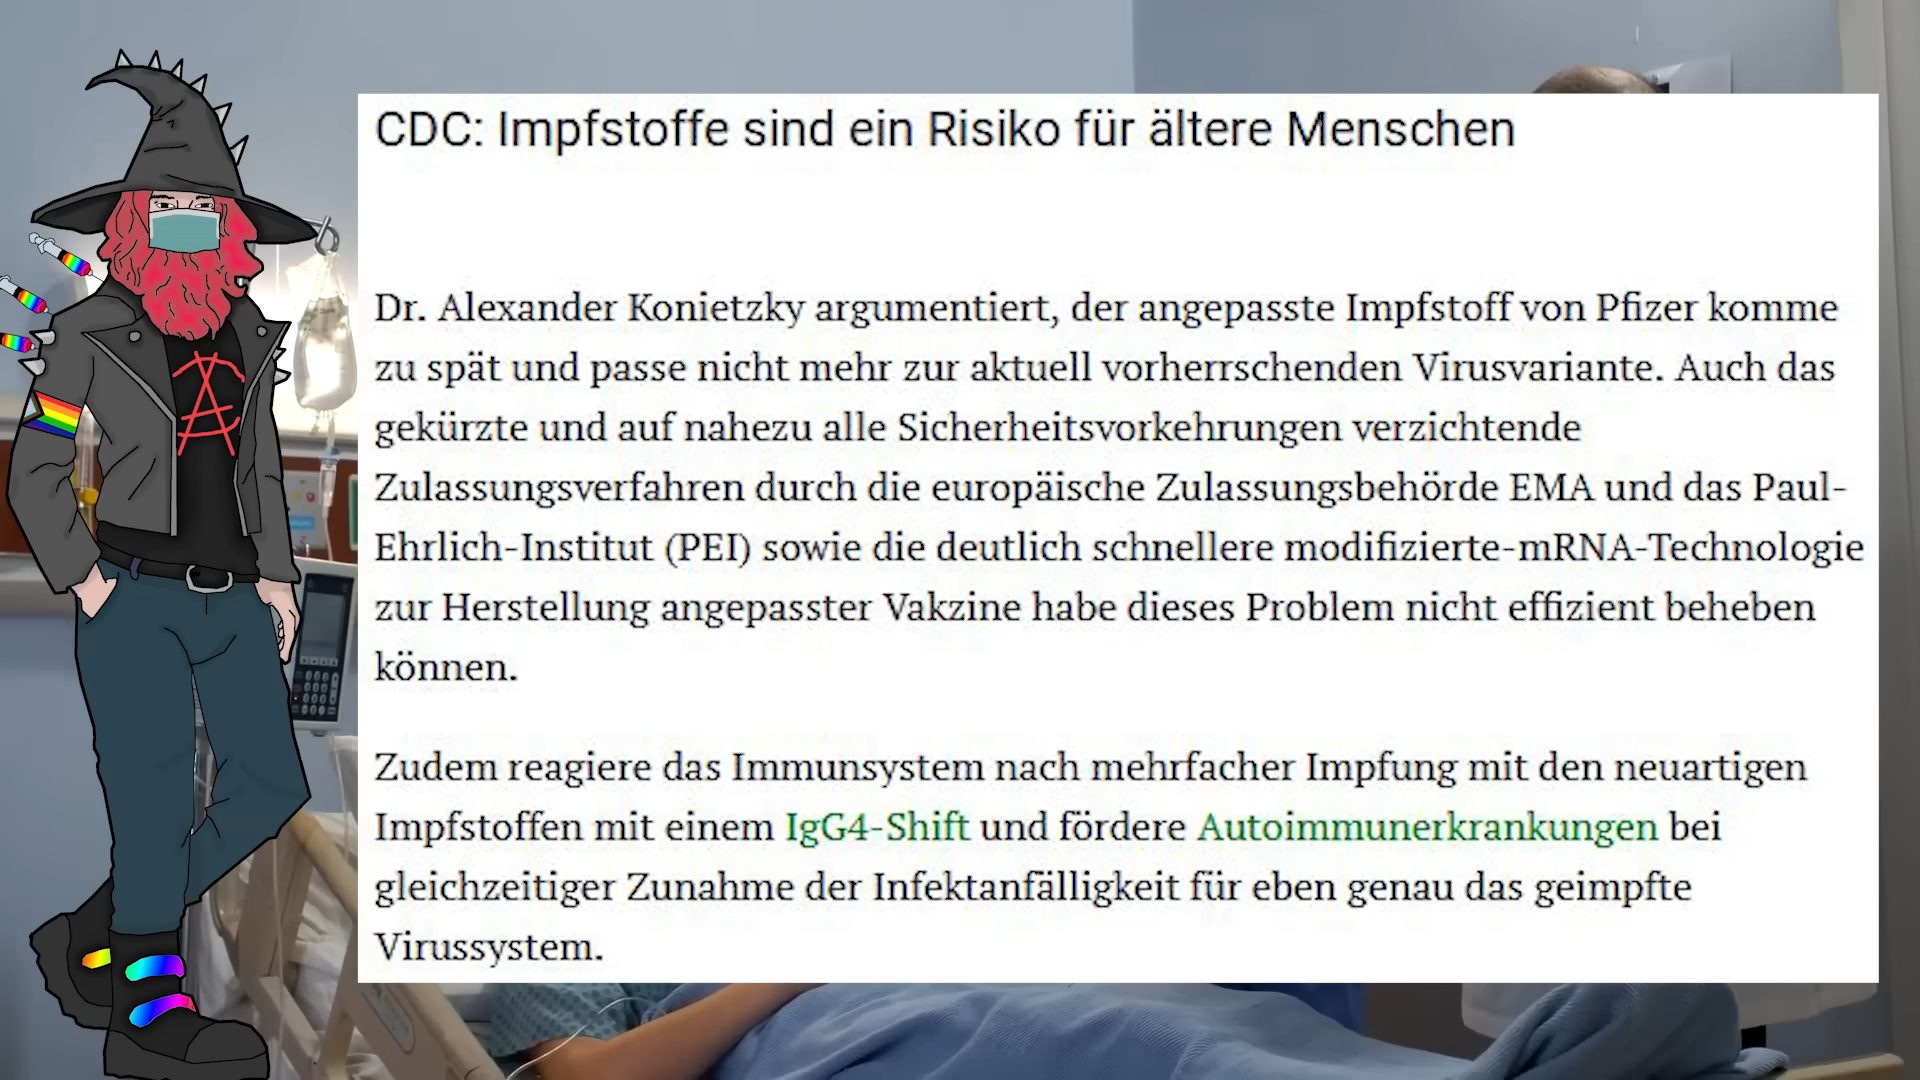 CDC: Impfstoffe sind ein Risiko für ältere Menschen
Dr. Alexander Konietzky argumentiert, der angepasste Impfstoff von Pfizer komme
zu spät und passe nicht mehr zur aktuell vorherrschenden Virusvariante. Auch das
gekürzte und auf nahezu alle Sicherheitsvorkehrungen verzichtende
Zulassungsverfahren durch die europäische Zulassungsbehörde EMA und das Paul-
Ehrlich-Institut (PEI) sowie die deutlich schnellere modifizierte-mRNA-Technologie
zur Herstellung angepasster Vakzine habe dieses Problem nicht effizient beheben
können.
Zudem reagiere das Immunsystem nach mehrfacher Impfung mit den neuartigen
Impfstoffen mit einem IgG4-Shift und fördere Autoimmunerkrankungen bei
gleichzeitiger Zunahme der Infektanfälligkeit für eben genau das geimpfte
Virussystem.